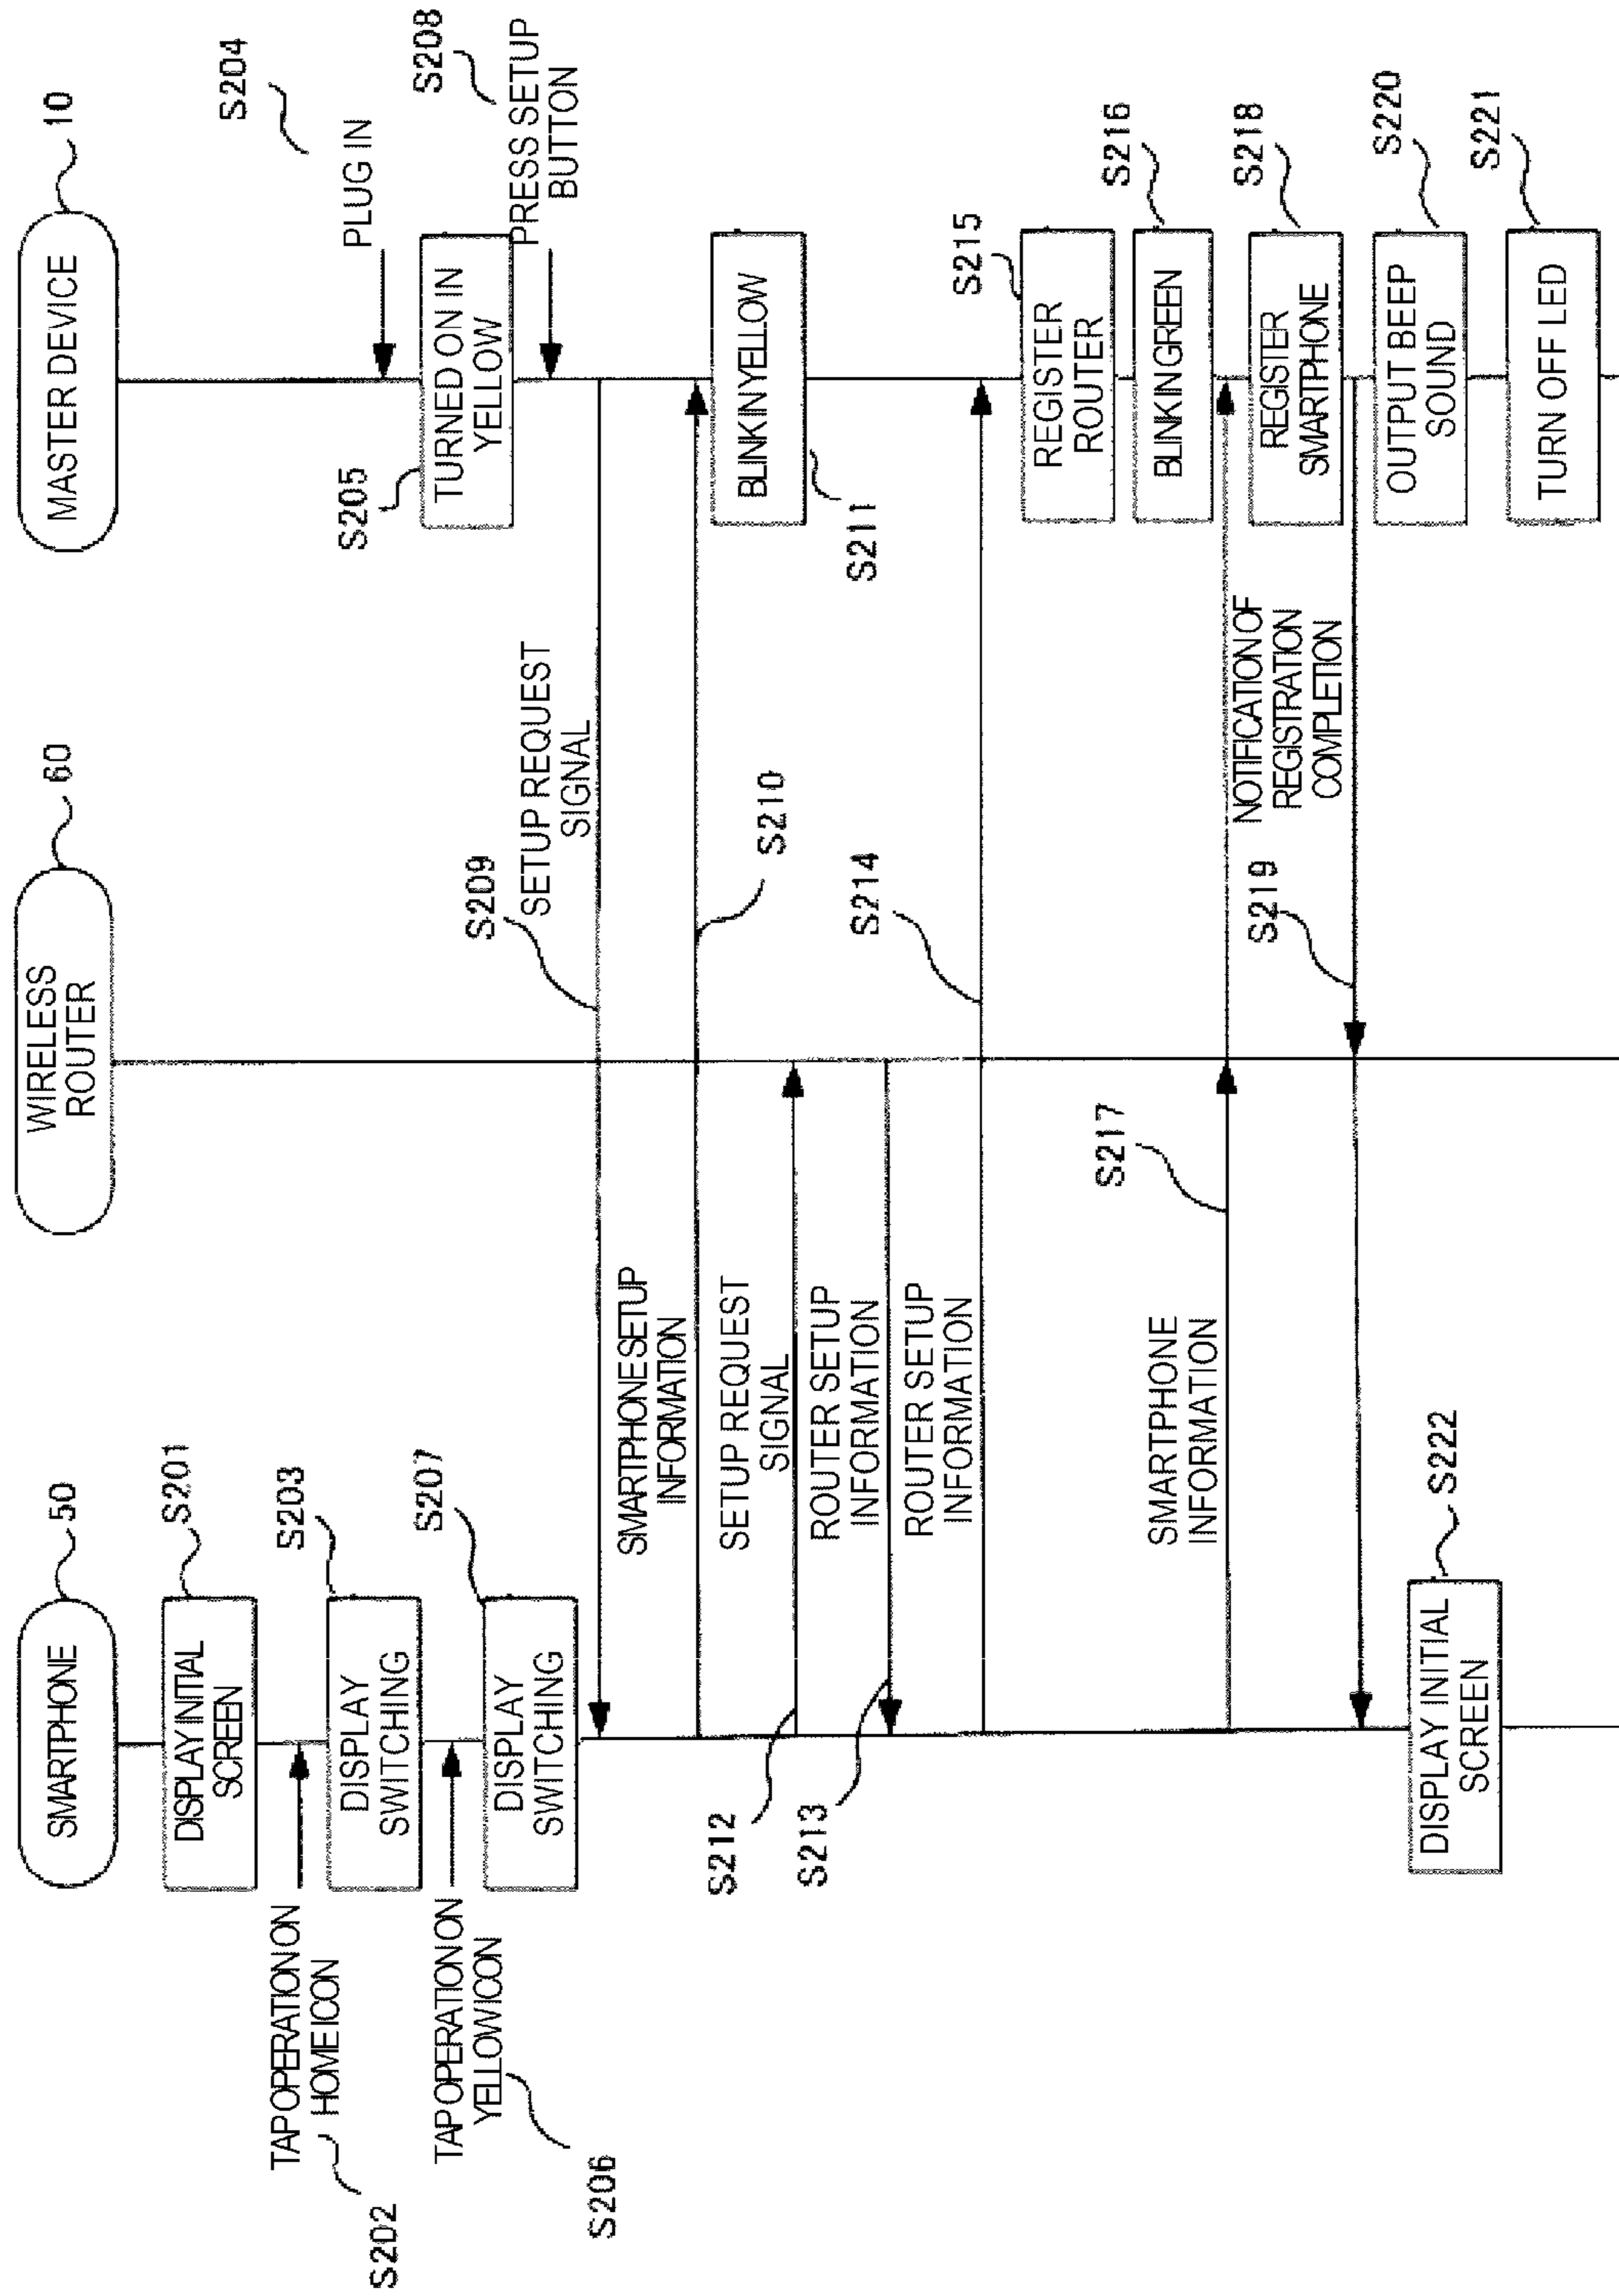 SMARTPHONE
50
WIRELESS
ROUTER
60
MASTER DEVICE
10
DISPLAY INITIAL
SCREEN
S201
TAP OPERATION ON
HOME ICON
S202
DISPLAY
SWITCHING
S203
PLUG IN
S204
TURNED ON IN
YELLOW
S205
TAP OPERATION ON
YELLOW ICON
S206
DISPLAY
SWITCHING
S207
PRESS SETUP
BUTTON
S208
SETUP REQUEST
SIGNAL
S209
SMARTPHONE SETUP
INFORMATION
S210
BLINK IN YELLOW
S211
SETUP REQUEST
SIGNAL
S212
ROUTER SETUP
INFORMATION
S213
ROUTER SETUP
INFORMATION
S214
REGISTER
ROUTER
S215
BLINK IN GREEN
S216
SMARTPHONE
INFORMATION
S217
REGISTER
SMARTPHONE
S218
NOTIFICATION OF
REGISTRATION
COMPLETION
S219
OUTPUT BEEP
SOUND
S220
TURN OFF LED
S221
DISPLAY INITIAL
SCREEN
S222